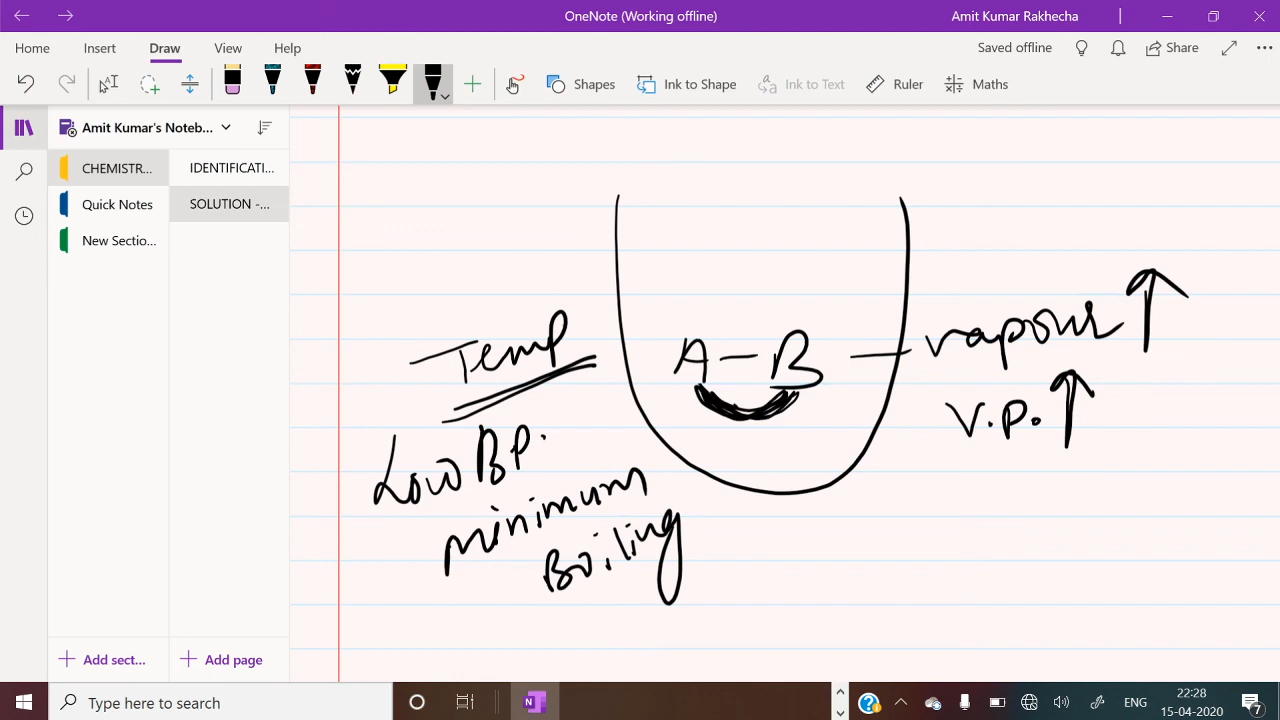 OneNote (Working offline)
Amit Kumar Rakhecha
Home Insert Draw View Help
Saved offline
Share
Shapes
Ink to Shape
Ink to Text
Ruler
Maths
Amit Kumar's Noteb...
CHEMISTR...
Quick Notes
New Sectio...
IDENTIFICATI...
SOLUTION -...
Temp
A - B
vapour ↑
v.p. ↑
Low B.P.
minimum
Boiling
+ Add sect...
+ Add page
Type here to search
ENG
22:28
15-04-2020
7